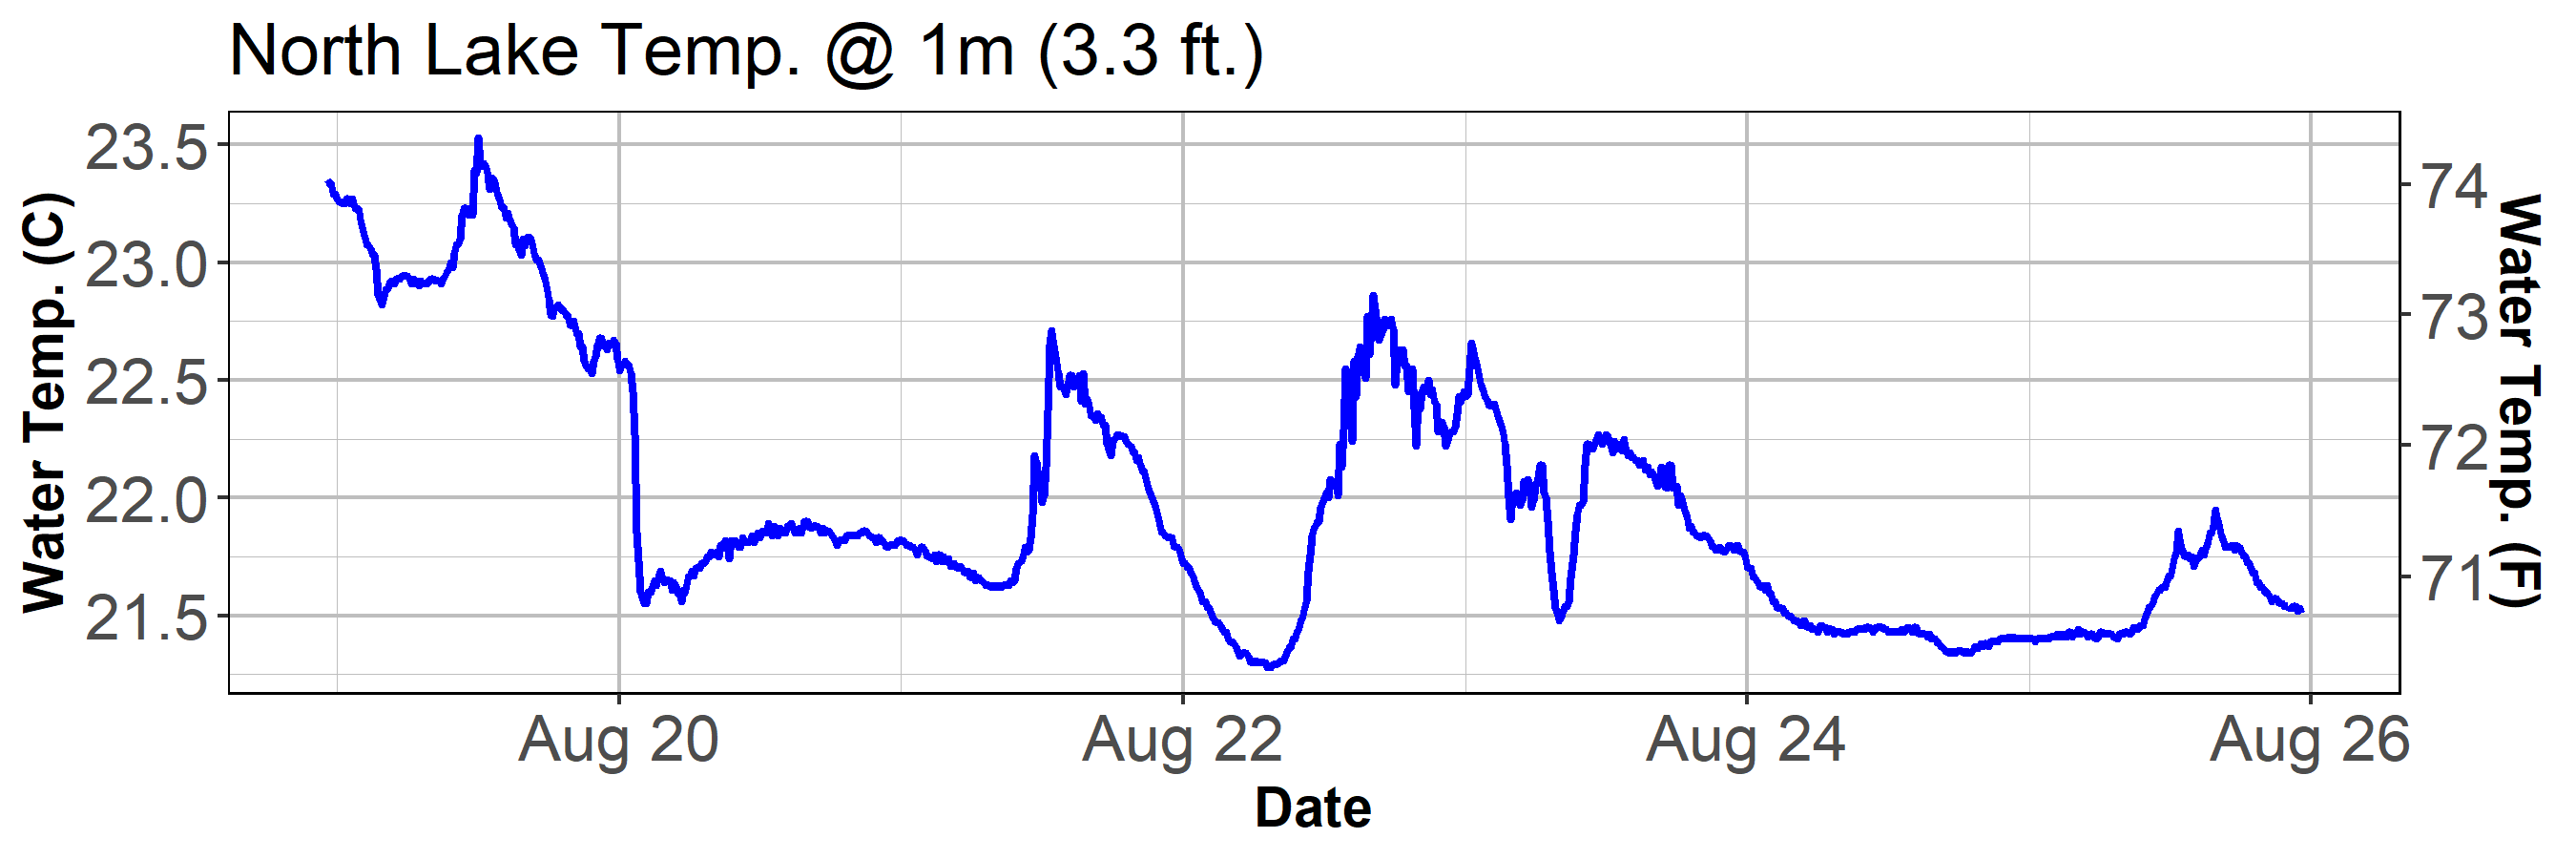 North Lake Temp. @ 1m (3.3 ft.)
Water Temp. (C)
23.5
23.0
22.5
22.0
21.5
74
73
72
71
Water Temp. (F)
Aug 20
Aug 22
Aug 24
Aug 26
Date